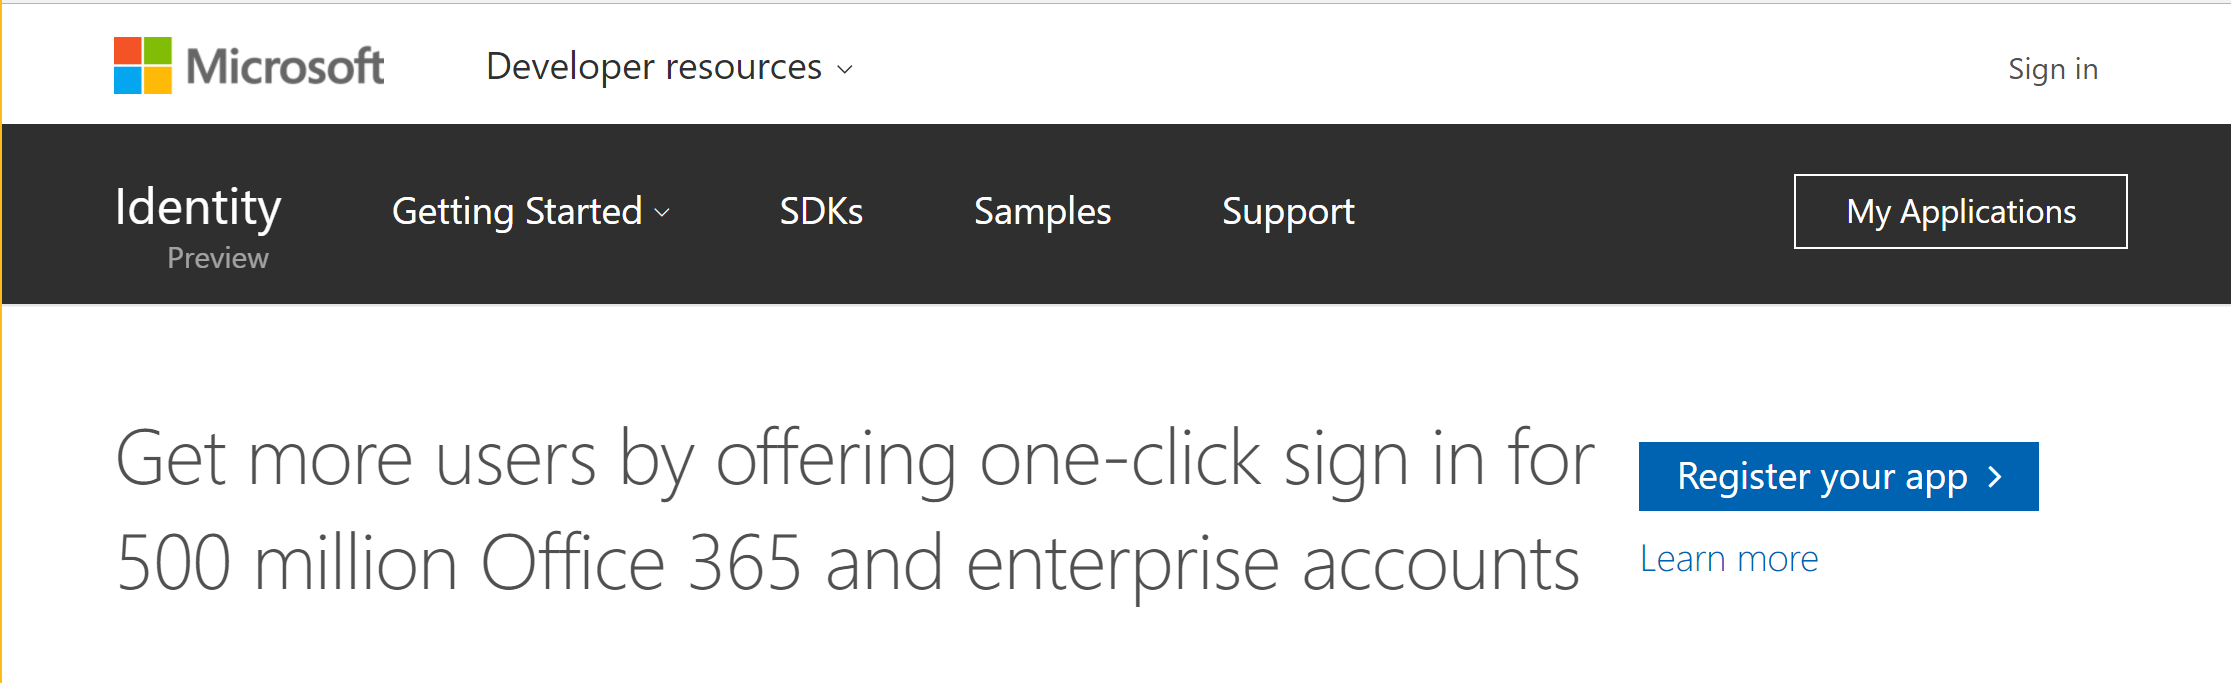 Microsoft Developer resources Sign in
Identity Getting Started SDKs Samples Support My Applications
Preview
Get more users by offering one-click sign in for
500 million Office 365 and enterprise accounts
Register your app
Learn more